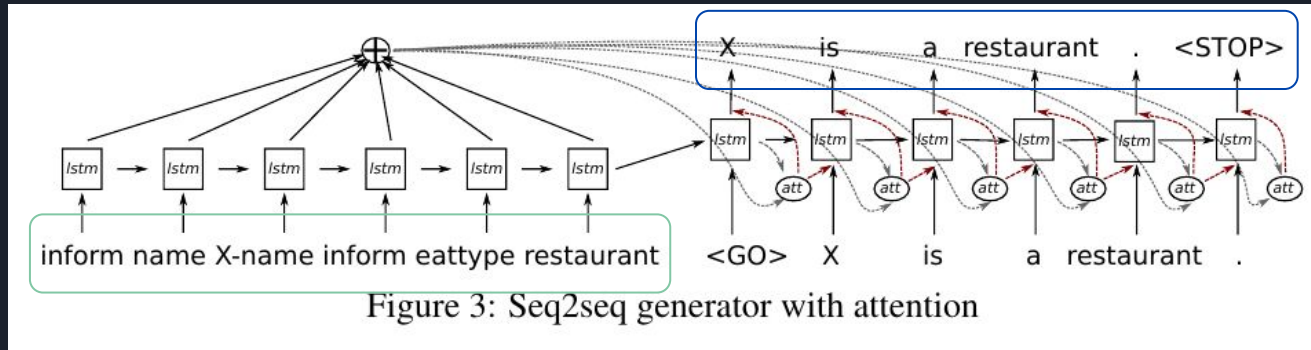 X is a restaurant . <STOP>
lstm lstm lstm lstm lstm lstm
lstm lstm lstm lstm lstm lstm
att att att att att att
inform name X-name inform eattype restaurant <GO> X is a restaurant .
Figure 3: Seq2seq generator with attention